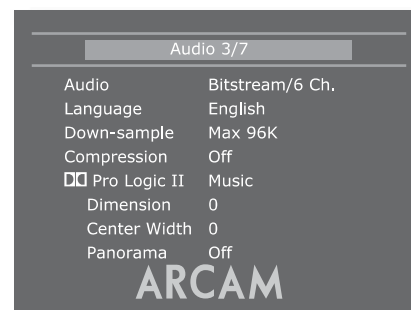 Audio 3/7
Audio Bitstream/6 Ch.
Language English
Down-sample Max 96K
Compression Off
Pro Logic II Music
Dimension 0
Center Width 0
Panorama Off
ARCAM